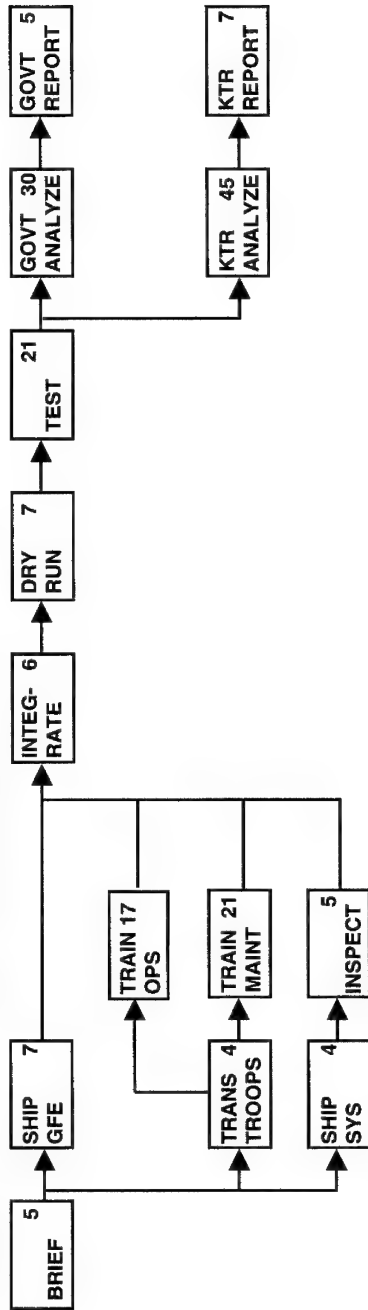 5
BRIEF
SHIP 7
GFE
TRANS 4
TROOPS
SHIP 4
SYS
TRAIN 17
OPS
TRAIN 21
MAINT
5
INSPECT
INTEG- 6
RATE
DRY 7
RUN
21
TEST
GOVT 30
ANALYZE
GOVT 5
REPORT
KTR 45
ANALYZE
KTR 7
REPORT